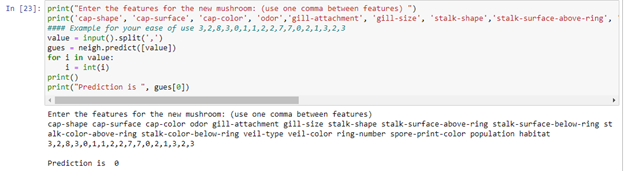 In [23]: print("Enter the features for the new mushroom: (use one comma between features) ")
print('cap-shape', 'cap-surface', 'cap-color', 'odor','gill-attachment', 'gill-size', 'stalk-shape','stalk-surface-above-ring', '
#### Example for your ease of use 3,2,8,3,0,1,1,2,2,7,7,0,2,1,3,2,3
value = input().split(',')
gues = neigh.predict([value])
for i in value:
i = int(i)
print()
print("Prediction is ", gues[0])
Enter the features for the new mushroom: (use one comma between features)
cap-shape cap-surface cap-color odor gill-attachment gill-size stalk-shape stalk-surface-above-ring stalk-surface-below-ring st
alk-color-above-ring stalk-color-below-ring veil-type veil-color ring-number spore-print-color population habitat
3,2,8,3,0,1,1,2,2,7,7,0,2,1,3,2,3
Prediction is  0